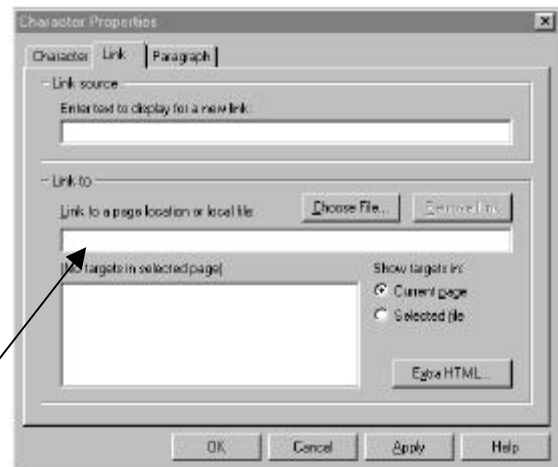 Character Properties
Character Link Paragraph
Link source
Enter text to display for a new link:
Link to
Link to a page location or local file: Choose File... Remove Link
(No targets in selected page) Show targets in:
Current page
Selected file
Extra HTML...
OK Cancel Apply Help